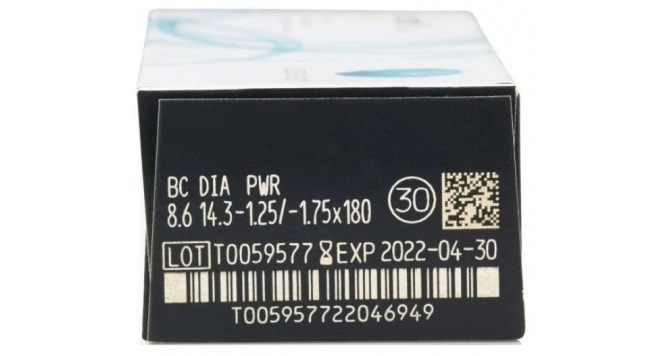 BC DIA PWR
8.6 14.3-1.25/-1.75x180
30
LOT T0059577 EXP 2022-04-30
T005957722046949